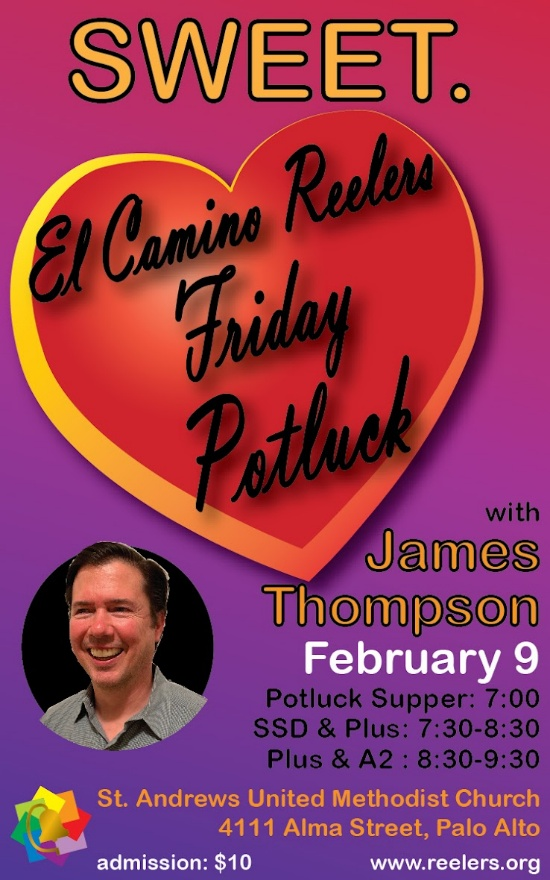 SWEET.
El Camino Reelers
Friday
Potluck
with
James
Thompson
February 9
Potluck Supper: 7:00
SSD & Plus: 7:30-8:30
Plus & A2 : 8:30-9:30
St. Andrews United Methodist Church
4111 Alma Street, Palo Alto
admission: $10
www.reelers.org